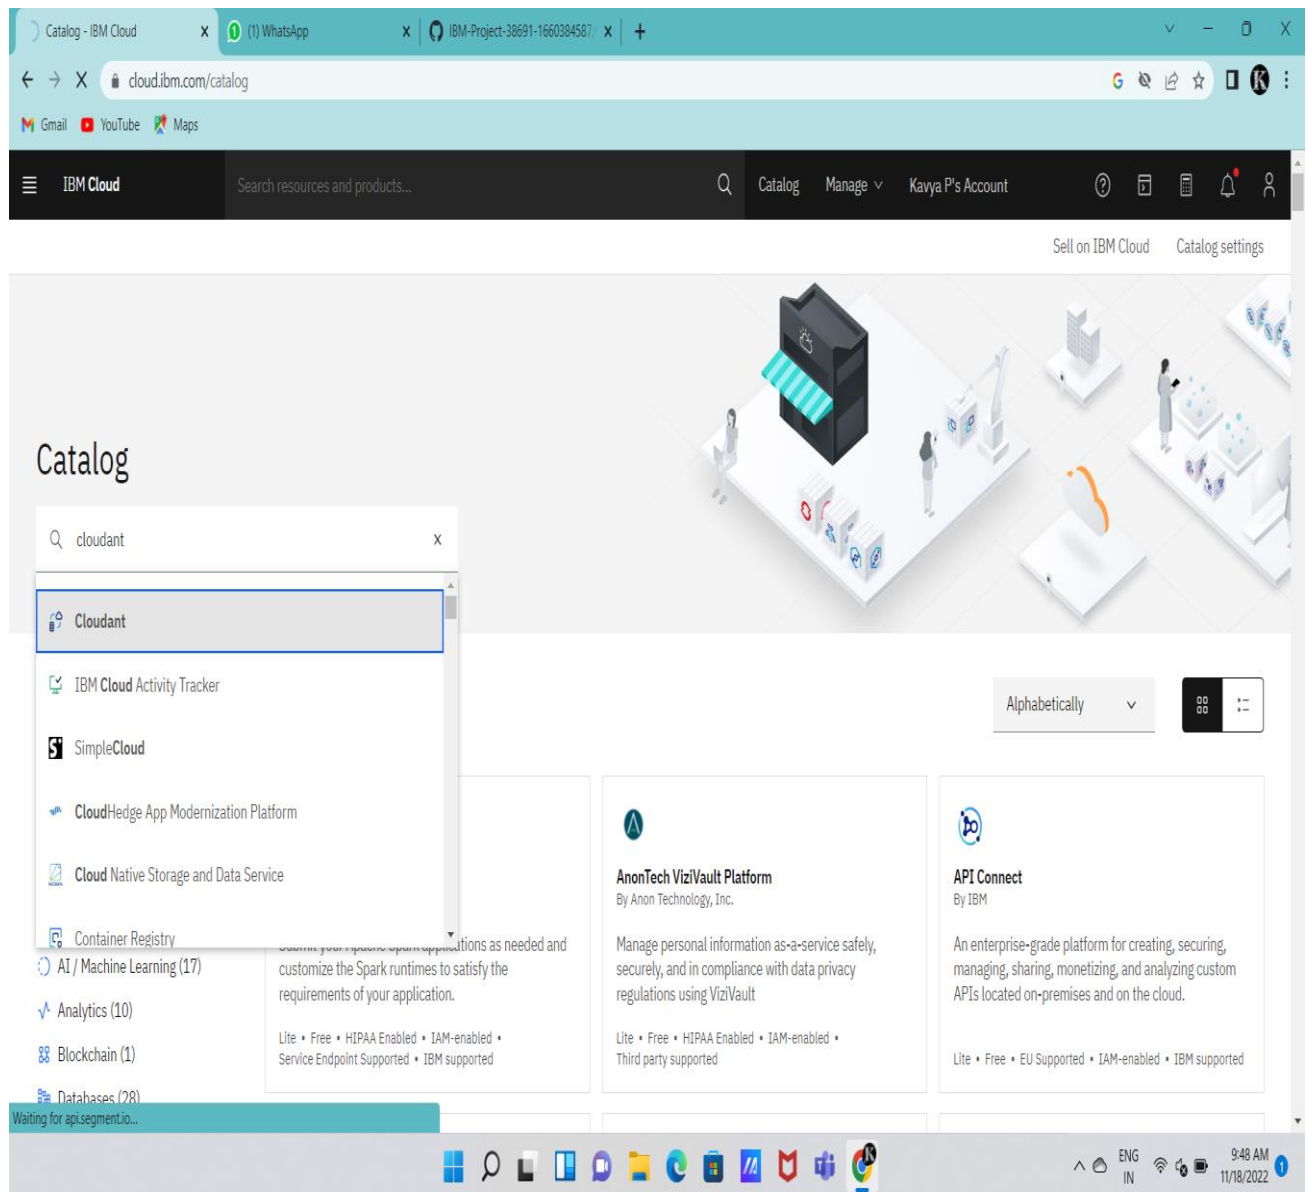 Catalog - IBM Cloud
(1) WhatsApp
IBM-Project-38691-1660384587/
cloud.ibm.com/catalog
Gmail
YouTube
Maps
IBM Cloud
Search resources and products...
Catalog
Manage
Kavya P's Account
Sell on IBM Cloud
Catalog settings
Catalog
cloudant
Cloudant
IBM Cloud Activity Tracker
SimpleCloud
CloudHedge App Modernization Platform
Cloud Native Storage and Data Service
Container Registry
AI / Machine Learning (17)
Analytics (10)
Blockchain (1)
Databases (28)
Alphabetically
Submit your Apache Spark applications as needed and
customize the Spark runtimes to satisfy the
requirements of your application.
Lite • Free • HIPAA Enabled • IAM-enabled •
Service Endpoint Supported • IBM supported
AnonTech ViziVault Platform
By Anon Technology, Inc.
Manage personal information as-a-service safely,
securely, and in compliance with data privacy
regulations using ViziVault
Lite • Free • HIPAA Enabled • IAM-enabled •
Third party supported
API Connect
By IBM
An enterprise-grade platform for creating, securing,
managing, sharing, monetizing, and analyzing custom
APIs located on-premises and on the cloud.
Lite • Free • EU Supported • IAM-enabled • IBM supported
Waiting for api.segment.io...
ENG
IN
9:48 AM
11/18/2022
1